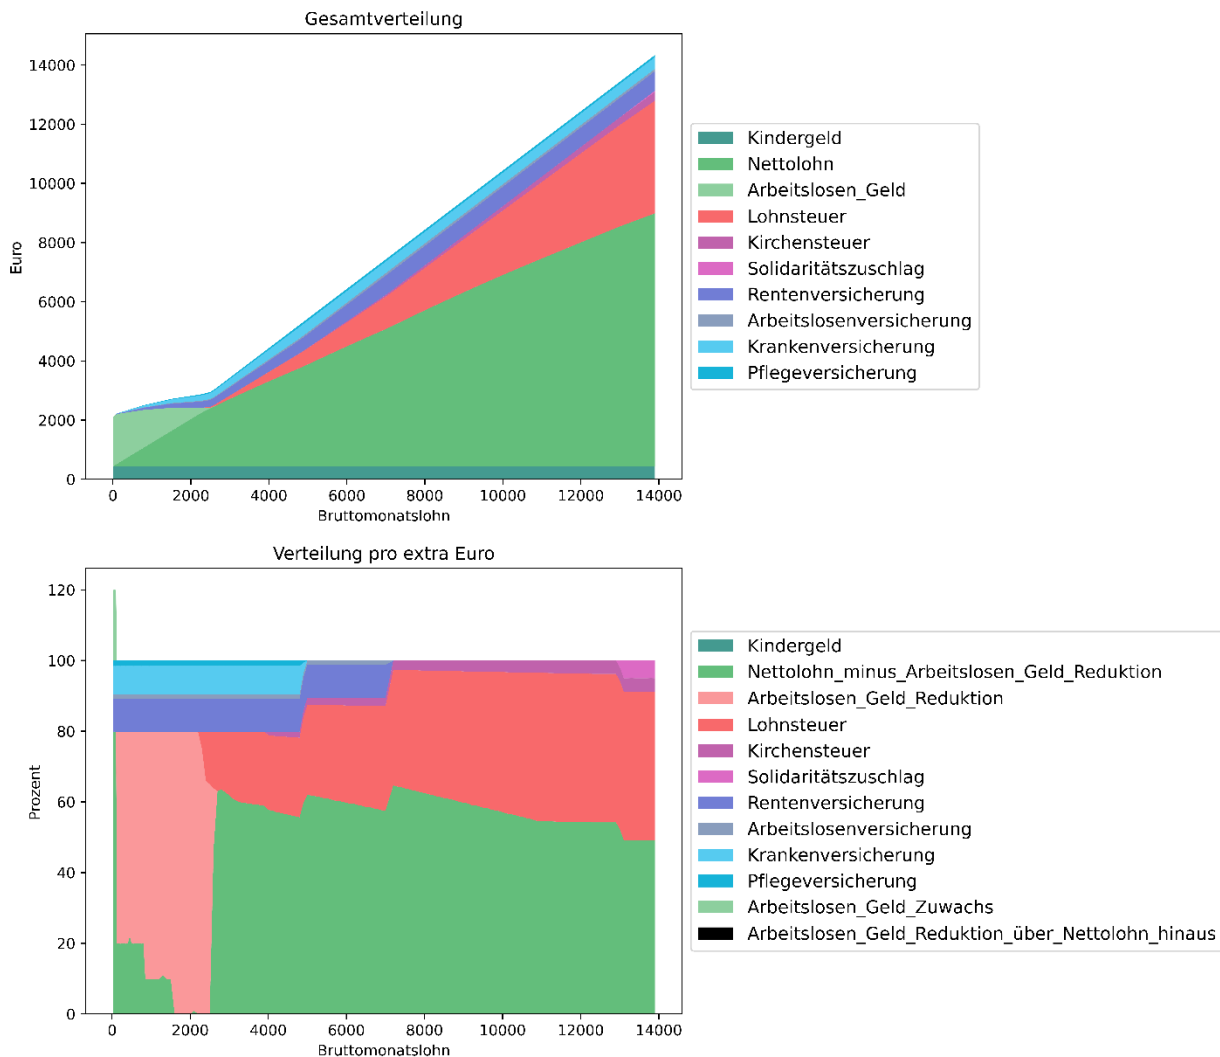 Gesamtverteilung
14000
12000
10000
8000
6000
4000
2000
0
Euro
0 2000 4000 6000 8000 10000 12000 14000
Bruttomonatslohn
Kindergeld
Nettolohn
Arbeitslosen_Geld
Lohnsteuer
Kirchensteuer
Solidaritätszuschlag
Rentenversicherung
Arbeitslosenversicherung
Krankenversicherung
Pflegeversicherung
Verteilung pro extra Euro
120
100
80
60
40
20
0
Prozent
0 2000 4000 6000 8000 10000 12000 14000
Bruttomonatslohn
Kindergeld
Nettolohn_minus_Arbeitslosen_Geld_Reduktion
Arbeitslosen_Geld_Reduktion
Lohnsteuer
Kirchensteuer
Solidaritätszuschlag
Rentenversicherung
Arbeitslosenversicherung
Krankenversicherung
Pflegeversicherung
Arbeitslosen_Geld_Zuwachs
Arbeitslosen_Geld_Reduktion_über_Nettolohn_hinaus